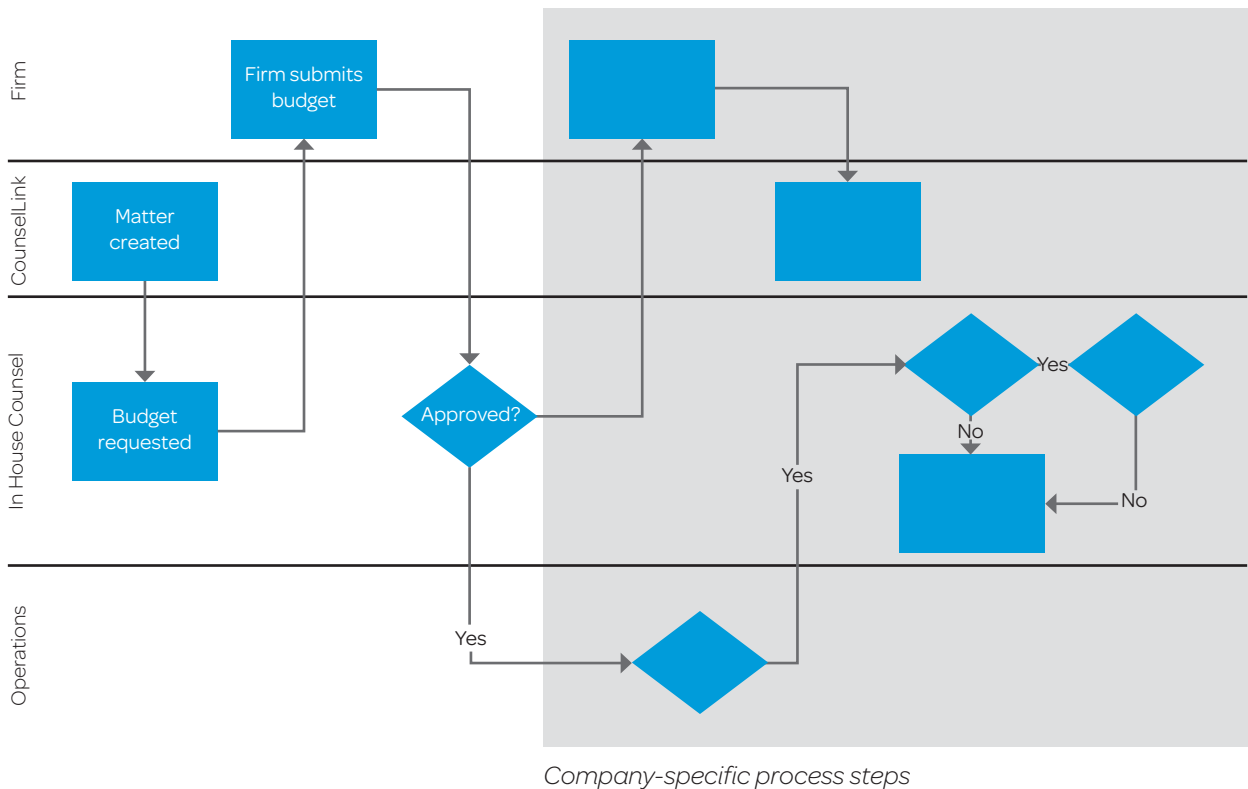 Firm
Firm submits
budget
CounselLink
Matter
created
In House Counsel
Budget
requested
Approved?
Yes
No
Yes
No
Operations
Yes
Company-specific process steps